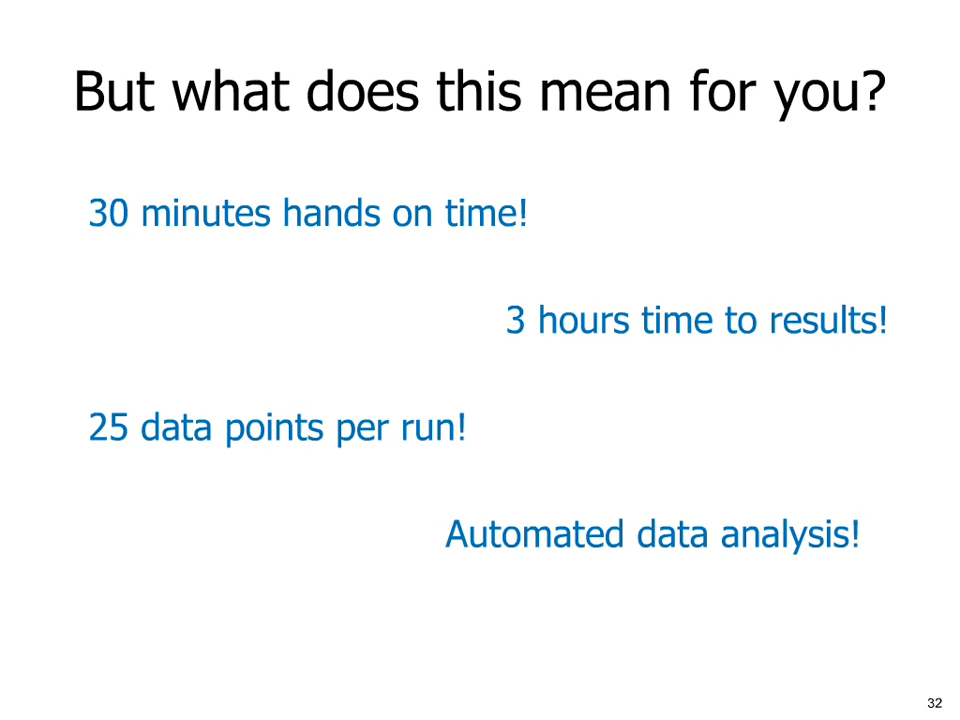 But what does this mean for you?
30 minutes hands on time!
3 hours time to results!
25 data points per run!
Automated data analysis!
32